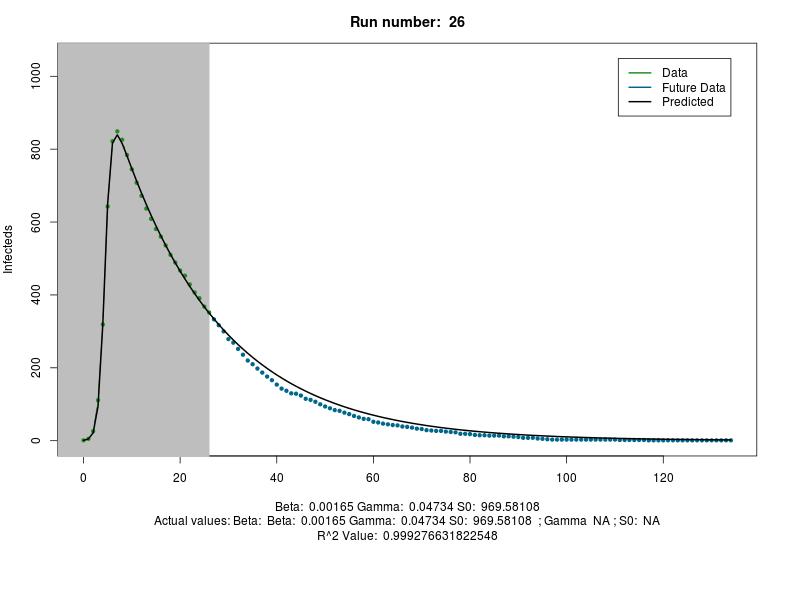 Run number: 26
1000
800
600
400
200
0
Infecteds
Data
Future Data
Predicted
0 20 40 60 80 100 120
Beta: 0.00165 Gamma: 0.04734 S0: 969.58108
Actual values: Beta: Beta: 0.00165 Gamma: 0.04734 S0: 969.58108 ; Gamma NA ; S0: NA
R^2 Value: 0.999276631822548